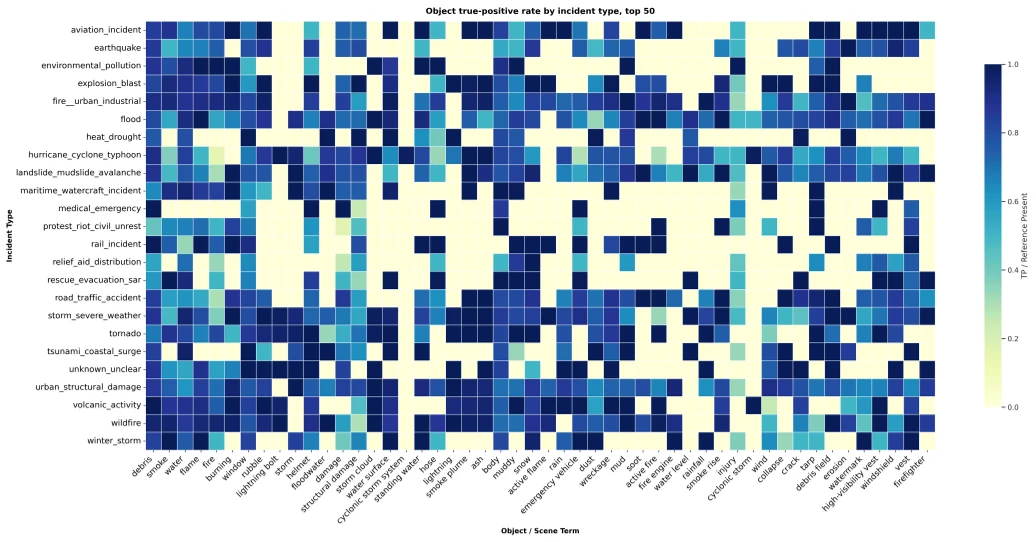 Object true-positive rate by incident type, top 50
Incident Type
aviation_incident
earthquake
environmental_pollution
explosion_blast
fire__urban_industrial
flood
heat_drought
hurricane_cyclone_typhoon
landslide_mudslide_avalanche
maritime_watercraft_incident
medical_emergency
protest_riot_civil_unrest
rail_incident
relief_aid_distribution
rescue_evacuation_sar
road_traffic_accident
storm_severe_weather
tornado
tsunami_coastal_surge
unknown_unclear
urban_structural_damage
volcanic_activity
wildfire
winter_storm
debris
smoke
water
flame
fire
burning
window
rubble
lightning bolt
storm
helmet
floodwater
damage
structural damage
storm cloud
water surface
cyclonic storm system
standing water
hose
lightning
smoke plume
ash
body
muddy
snow
active flame
rain
emergency vehicle
dust
wreckage
mud
soot
active fire
fire engine
water level
rainfall
smoke rise
injury
cyclonic storm
wind
collapse
crack
tarp
debris field
erosion
watermark
high-visibility vest
windshield
vest
firefighter
Object / Scene Term
1.0
0.8
0.6
0.4
0.2
0.0
TP / Reference Present